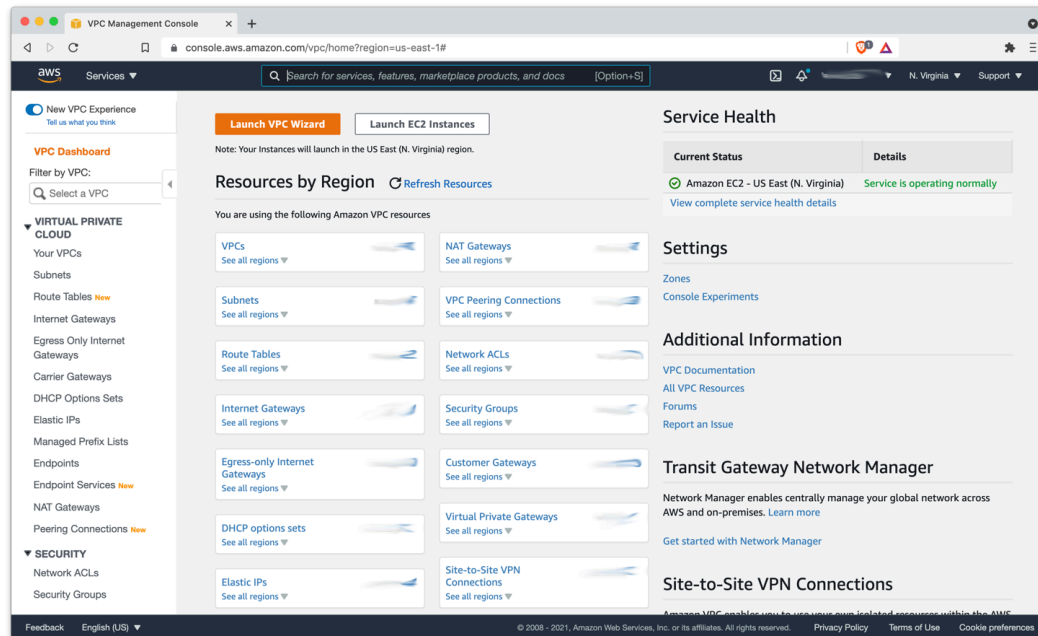 VPC Management Console
console.aws.amazon.com/vpc/home?region=us-east-1#
aws
Services
Search for services, features, marketplace products, and docs
[Option+S]
N. Virginia
Support
New VPC Experience
Tell us what you think
VPC Dashboard
Filter by VPC:
Select a VPC
VIRTUAL PRIVATE
CLOUD
Your VPCs
Subnets
Route Tables New
Internet Gateways
Egress Only Internet
Gateways
Carrier Gateways
DHCP Options Sets
Elastic IPs
Managed Prefix Lists
Endpoints
Endpoint Services New
NAT Gateways
Peering Connections New
SECURITY
Network ACLs
Security Groups
Launch VPC Wizard
Launch EC2 Instances
Note: Your Instances will launch in the US East (N. Virginia) region.
Resources by Region
Refresh Resources
You are using the following Amazon VPC resources
VPCs
See all regions
NAT Gateways
See all regions
Subnets
See all regions
VPC Peering Connections
See all regions
Route Tables
See all regions
Network ACLs
See all regions
Internet Gateways
See all regions
Security Groups
See all regions
Egress-only Internet
Gateways
See all regions
Customer Gateways
See all regions
DHCP options sets
See all regions
Virtual Private Gateways
See all regions
Elastic IPs
See all regions
Site-to-Site VPN
Connections
See all regions
Service Health
Current Status
Details
Amazon EC2 - US East (N. Virginia)
Service is operating normally
View complete service health details
Settings
Zones
Console Experiments
Additional Information
VPC Documentation
All VPC Resources
Forums
Report an Issue
Transit Gateway Network Manager
Network Manager enables centrally manage your global network across
AWS and on-premises. Learn more
Get started with Network Manager
Site-to-Site VPN Connections
Amazon VPC enables you to use your own isolated resources within the AWS
Feedback
English (US)
© 2008 - 2021, Amazon Web Services, Inc. or its affiliates. All rights reserved.
Privacy Policy
Terms of Use
Cookie preferences